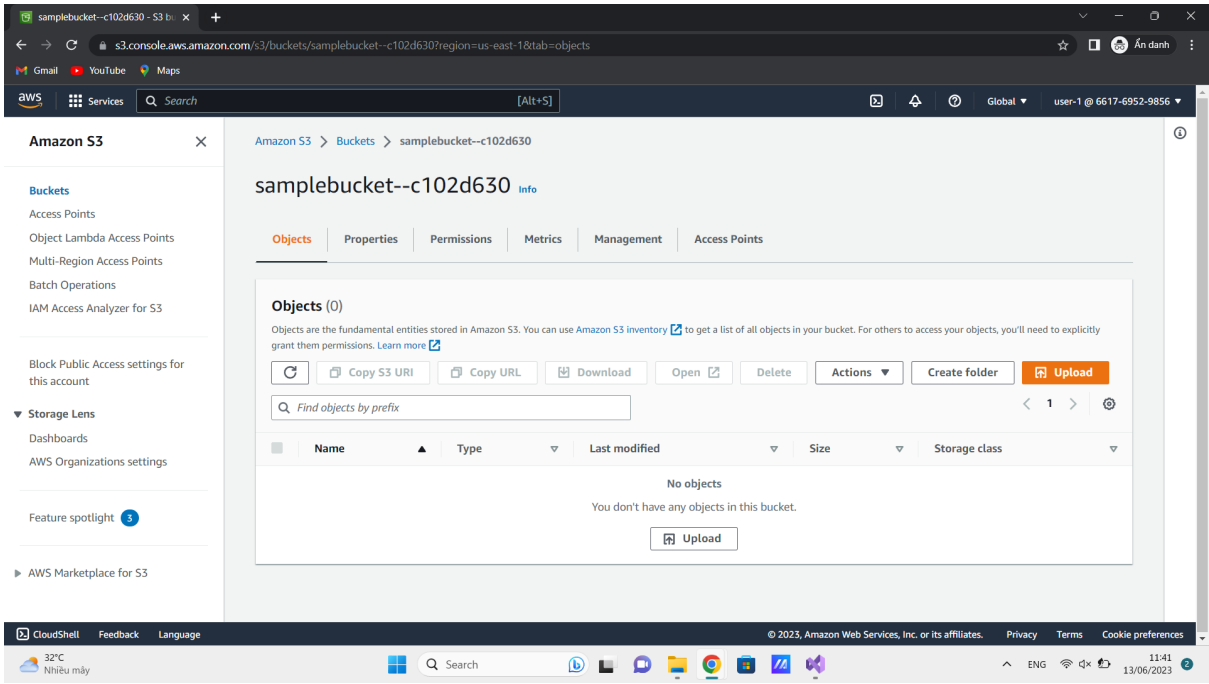 samplebucket--c102d630 - S3 bu
s3.console.aws.amazon.com/s3/buckets/samplebucket--c102d630?region=us-east-1&tab=objects
Ẩn danh
Gmail YouTube Maps
aws Services Search [Alt+S] Global user-1 @ 6617-6952-9856
Amazon S3
Buckets
Access Points
Object Lambda Access Points
Multi-Region Access Points
Batch Operations
IAM Access Analyzer for S3
Block Public Access settings for
this account
Storage Lens
Dashboards
AWS Organizations settings
Feature spotlight 3
AWS Marketplace for S3
Amazon S3 > Buckets > samplebucket--c102d630
samplebucket--c102d630 Info
Objects Properties Permissions Metrics Management Access Points
Objects (0)
Objects are the fundamental entities stored in Amazon S3. You can use Amazon S3 inventory to get a list of all objects in your bucket. For others to access your objects, you'll need to explicitly
grant them permissions. Learn more
Copy S3 URI Copy URL Download Open Delete Actions Create folder Upload
Find objects by prefix < 1 >
Name Type Last modified Size Storage class
No objects
You don't have any objects in this bucket.
Upload
CloudShell Feedback Language © 2023, Amazon Web Services, Inc. or its affiliates. Privacy Terms Cookie preferences
32°C
Nhiều mây
Search
ENG
11:41
13/06/2023
2